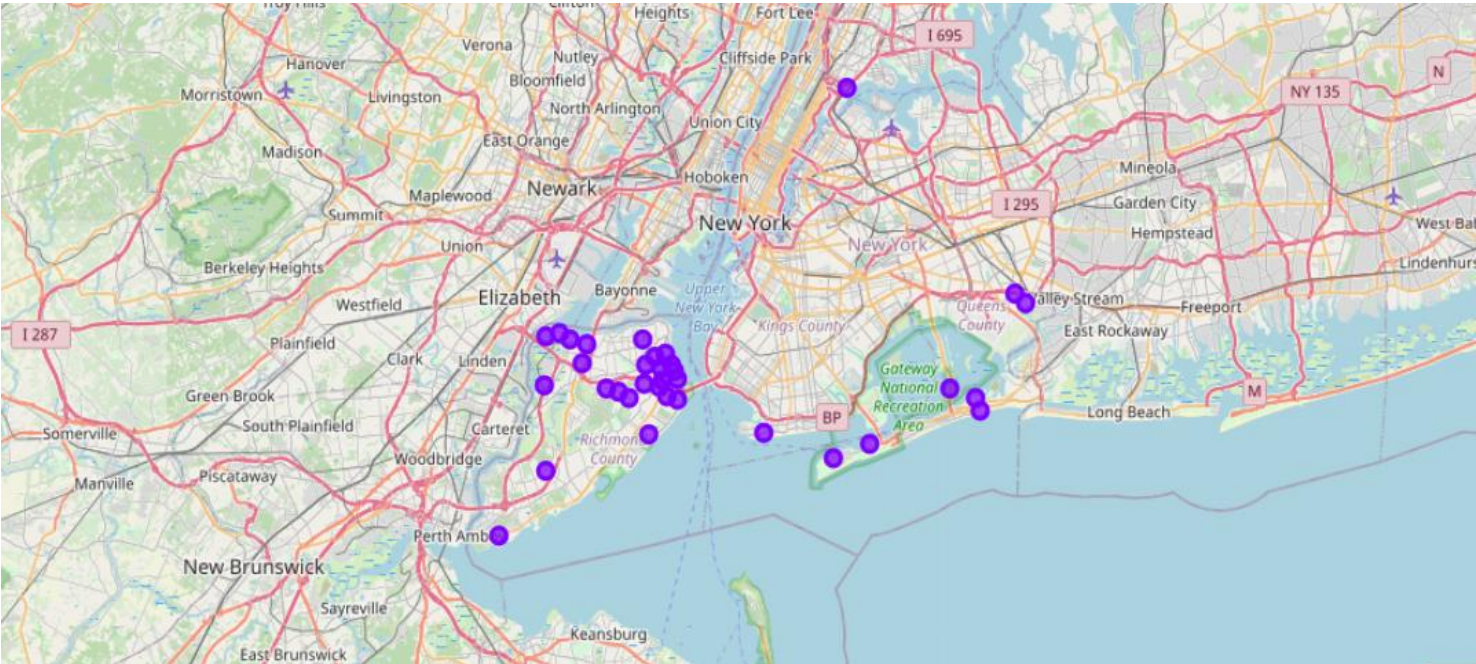 Heights
Fort Lee
I 695
Verona
Nutley
Cliffside Park
Hanover
Bloomfield
N
Morristown
Livingston
North Arlington
NY 135
Union City
East Orange
Madison
Mineola
Hoboken
Newark
Maplewood
Garden City
I 295
Summit
New York
West Ba
Hempstead
Union
New York
Berkeley Heights
Lindenhurs
Elizabeth
Bayonne
Upper
New York
Bay
Valley Stream
Westfield
Queens
County
Freeport
Kings County
I 287
East Rockaway
Plainfield
Clark
Linden
Gateway
National
Recreation
Area
Green Brook
M
Long Beach
BP
South Plainfield
Carteret
Somerville
Richmon
County
Woodbridge
Piscataway
Manville
Perth Amb
New Brunswick
Sayreville
Keansburg
East Brunswick